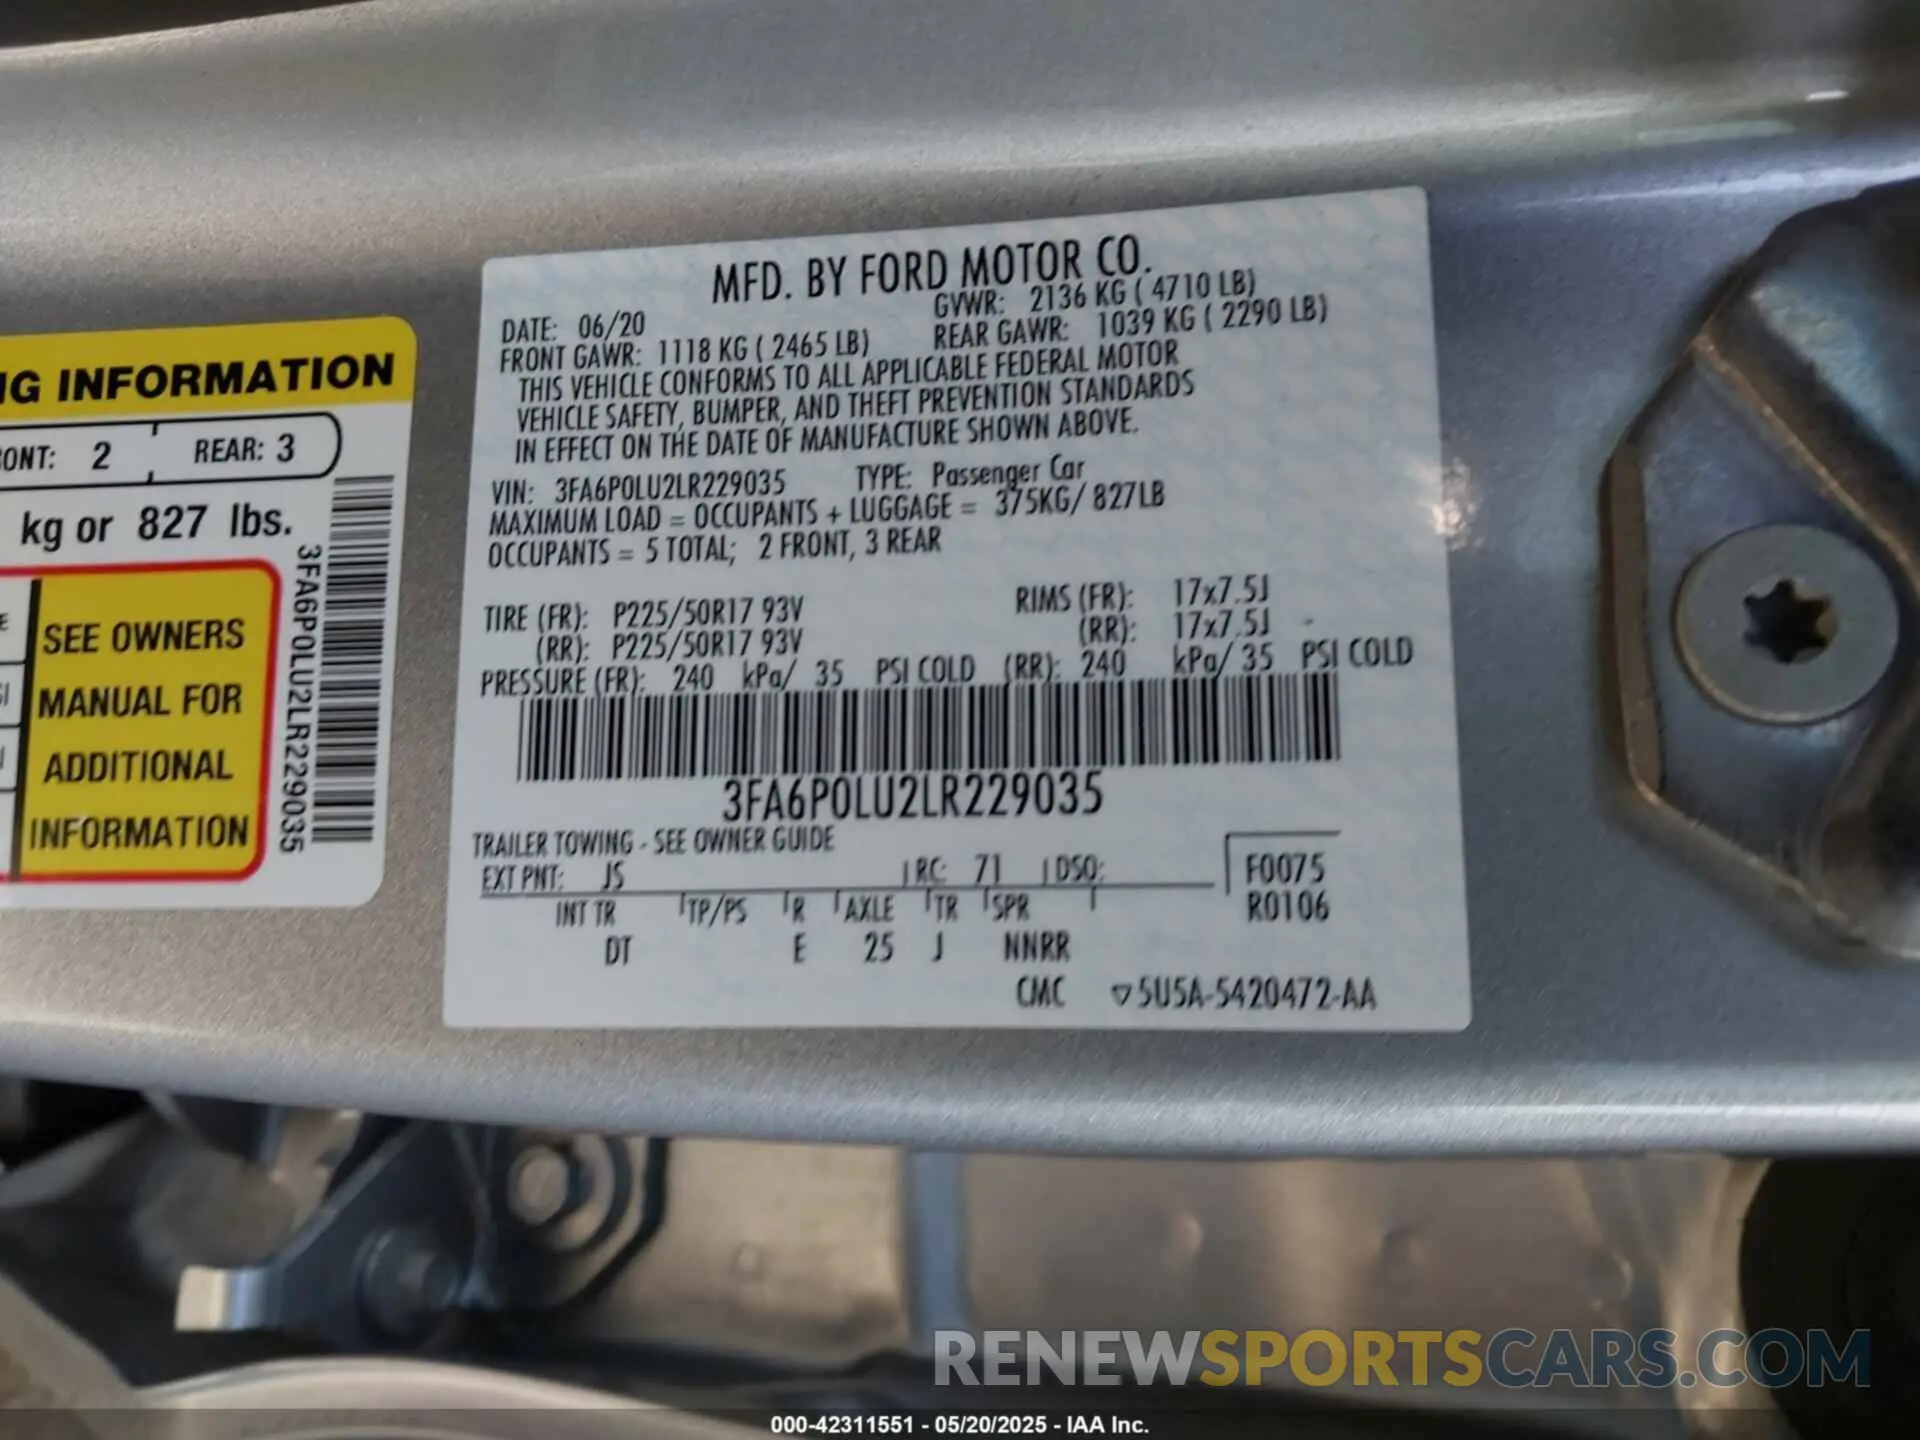 MFD. BY FORD MOTOR CO.
DATE: 06/20 GVWR: 2136 KG ( 4710 LB)
FRONT GAWR: 1118 KG ( 2465 LB) REAR GAWR: 1039 KG ( 2290 LB)
THIS VEHICLE CONFORMS TO ALL APPLICABLE FEDERAL MOTOR
VEHICLE SAFETY, BUMPER, AND THEFT PREVENTION STANDARDS
IN EFFECT ON THE DATE OF MANUFACTURE SHOWN ABOVE.
VIN: 3FA6P0LU2LR229035 TYPE: Passenger Car
MAXIMUM LOAD = OCCUPANTS + LUGGAGE = 375KG/ 827LB
OCCUPANTS = 5 TOTAL; 2 FRONT, 3 REAR
TIRE (FR): P225/50R17 93V RIMS (FR): 17x7.5J
(RR): P225/50R17 93V (RR): 17x7.5J -
PRESSURE (FR): 240 kPa/ 35 PSI COLD (RR): 240 kPa/ 35 PSI COLD
3FA6P0LU2LR229035
TRAILER TOWING - SEE OWNER GUIDE
EXT PNT: JS RC: 71 DSO: F0075
INT TR TP/PS R AXLE TR SPR R0106
DT E 25 J NNRR
CMC ▽5U5A-5420472-AA
NG INFORMATION
ONT: 2 REAR: 3
kg or 827 lbs.
SEE OWNERS
MANUAL FOR
ADDITIONAL
INFORMATION
3FA6P0LU2LR229035
RENEWSPORTSCARS.COM
000-42311551 - 05/20/2025 - IAA Inc.